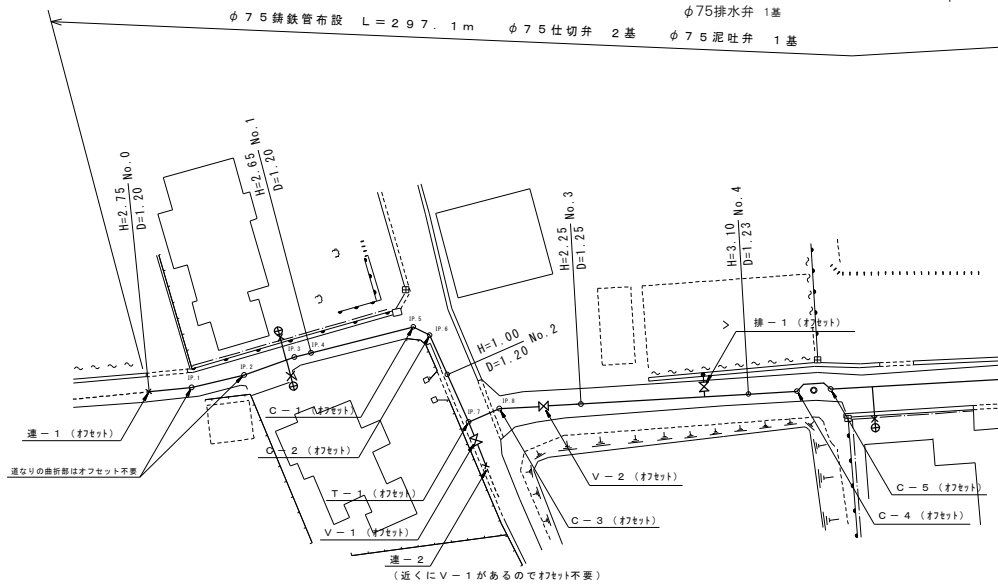 φ75排水弁 1基
φ75鋳鉄管布設 L=297.1m φ75仕切弁 2基 φ75泥吐弁 1基
H=2.75 No.0
D=1.20
H=2.65 No.1
D=1.20
H=2.25 No.3
D=1.25
H=3.10 No.4
D=1.23
H=1.00 No.2
D=1.20
IP.1
IP.2
IP.3
IP.4
IP.5
IP.6
IP.7
IP.8
排-1 (オフセット)
連-1 (オフセット)
道なりの曲折部はオフセット不要
C-1 (オフセット)
C-2 (オフセット)
T-1 (オフセット)
V-1 (オフセット)
連-2
(近くにV-1があるのでオフセット不要)
C-3 (オフセット)
V-2 (オフセット)
C-5 (オフセット)
C-4 (オフセット)